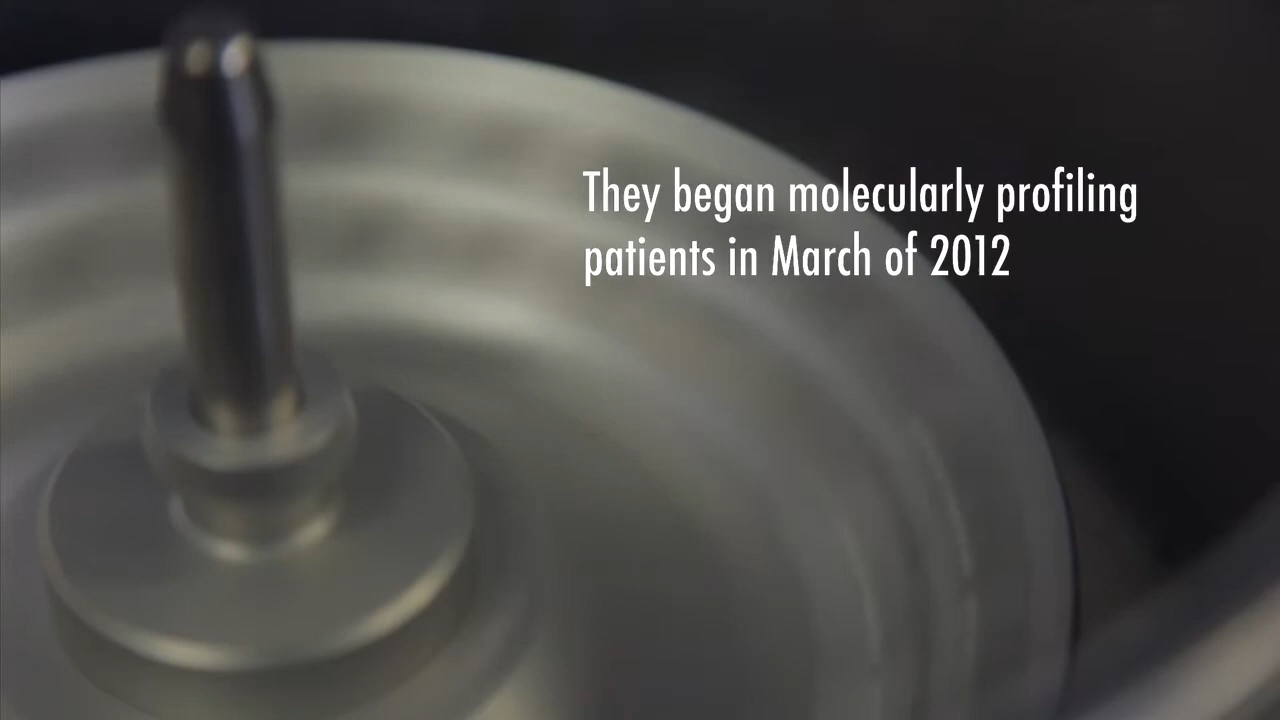 They began molecularly profiling
patients in March of 2012